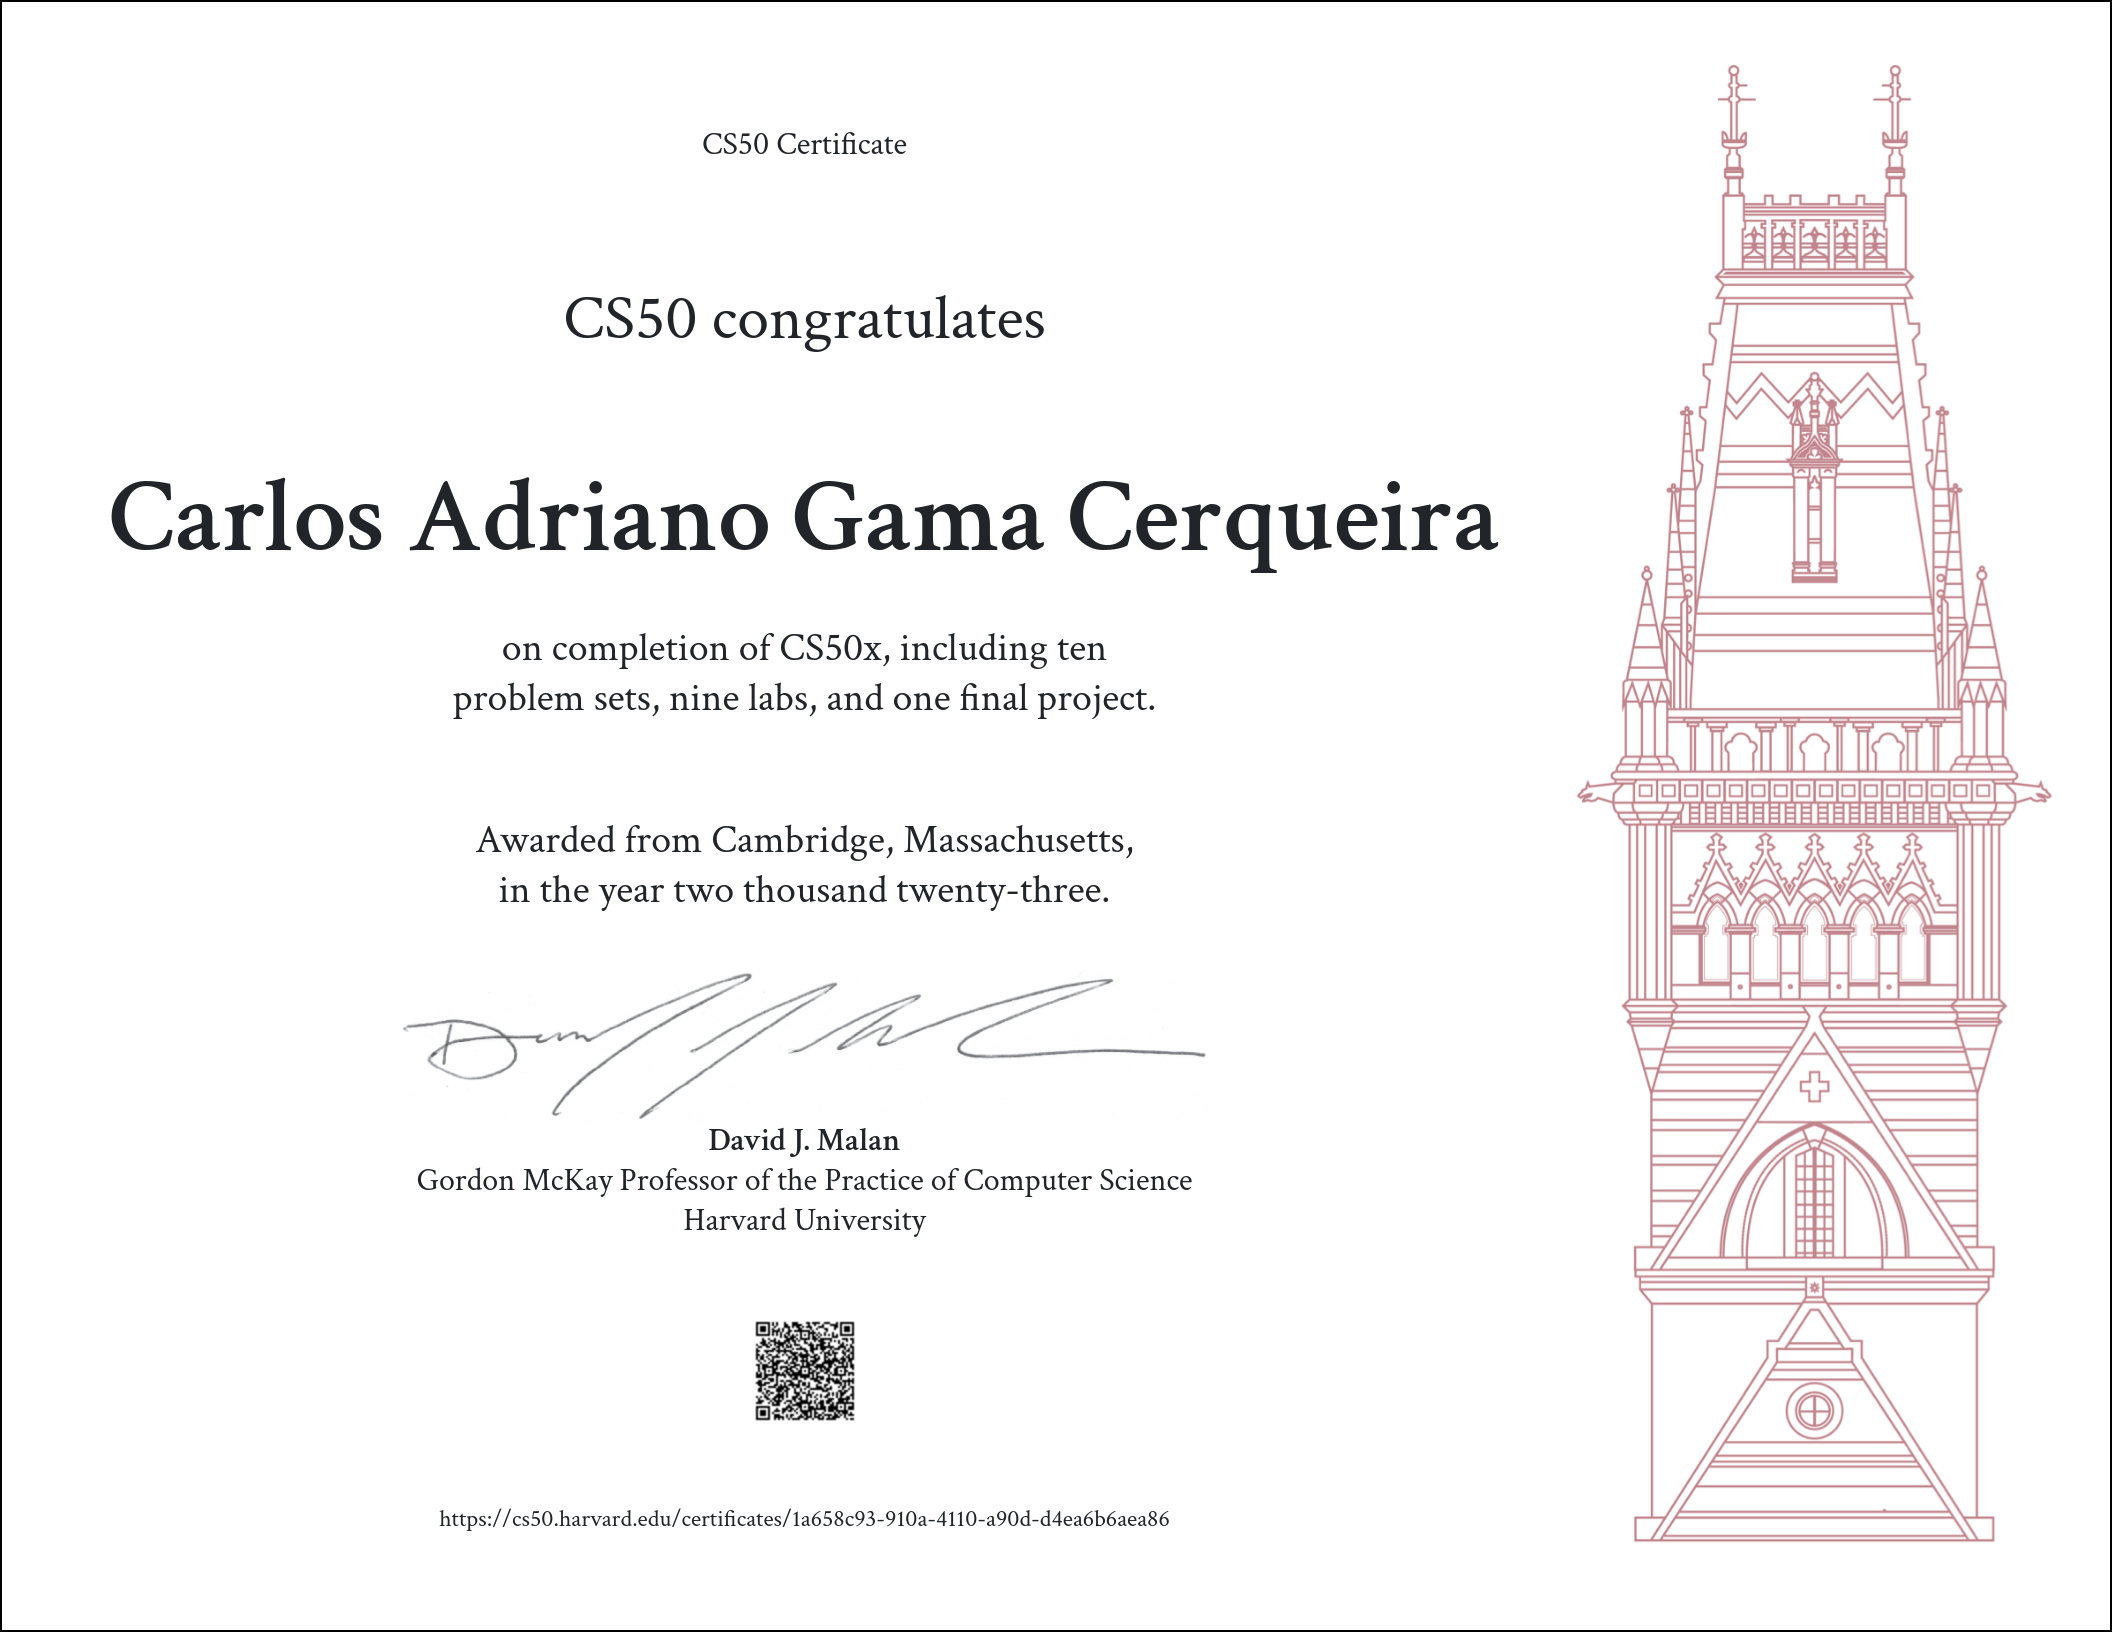 CS50 Certificate
CS50 congratulates
Carlos Adriano Gama Cerqueira
on completion of CS50x, including ten
problem sets, nine labs, and one final project.
Awarded from Cambridge, Massachusetts,
in the year two thousand twenty-three.
David J. Malan
Gordon McKay Professor of the Practice of Computer Science
Harvard University
https://cs50.harvard.edu/certificates/1a658c93-910a-4110-a90d-d4ea6b6aea86